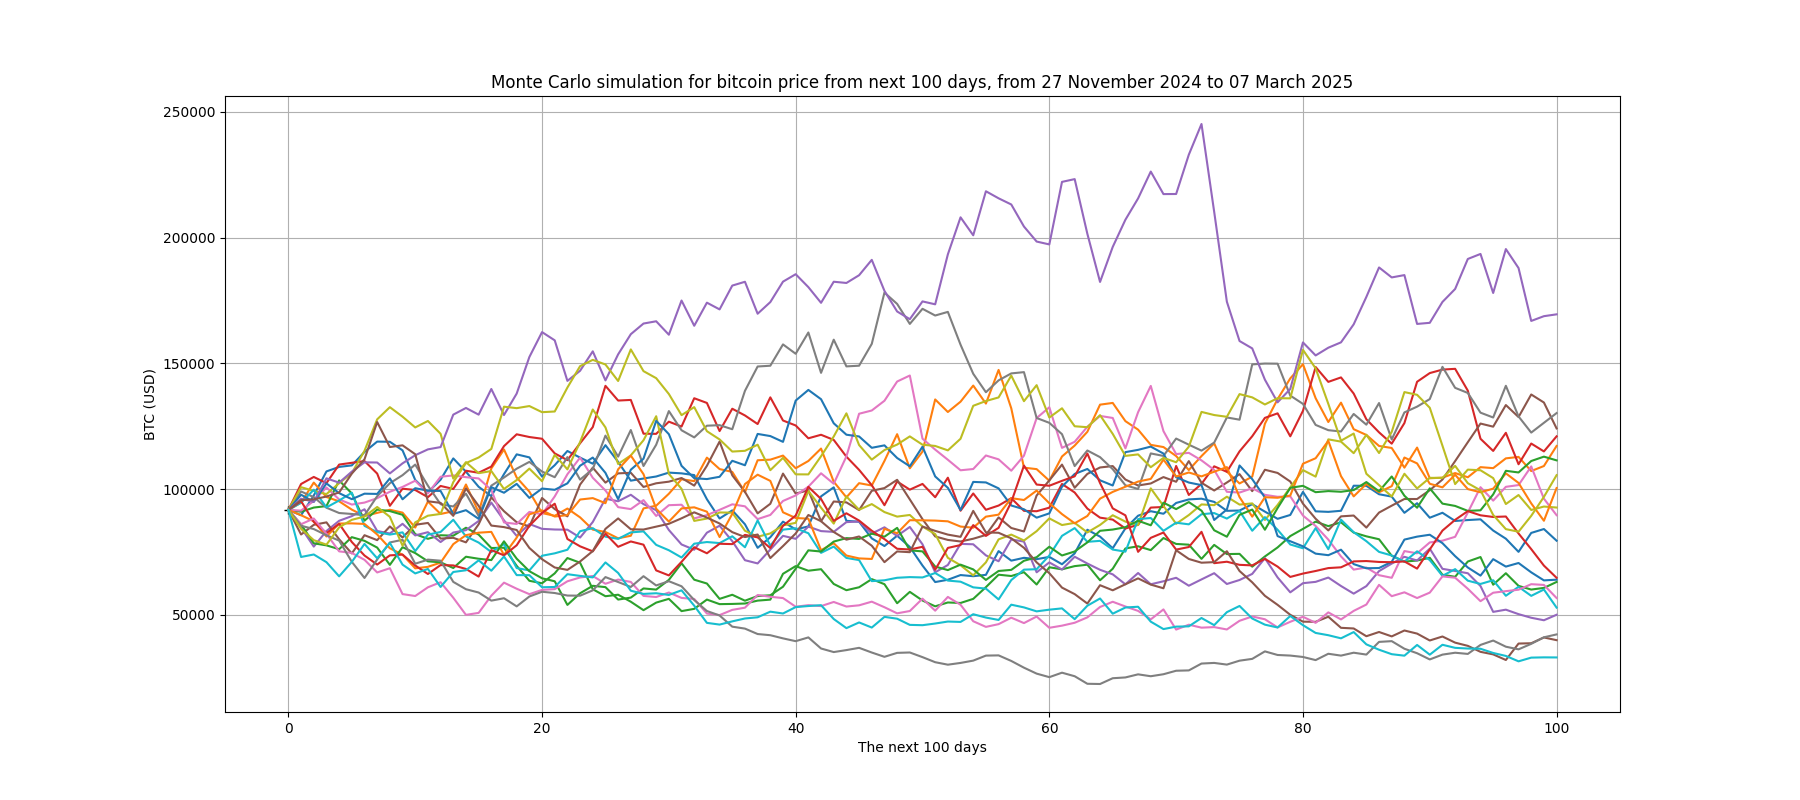 Monte Carlo simulation for bitcoin price from next 100 days, from 27 November 2024 to 07 March 2025
250000
200000
150000
100000
50000
BTC (USD)
0 20 40 60 80 100
The next 100 days